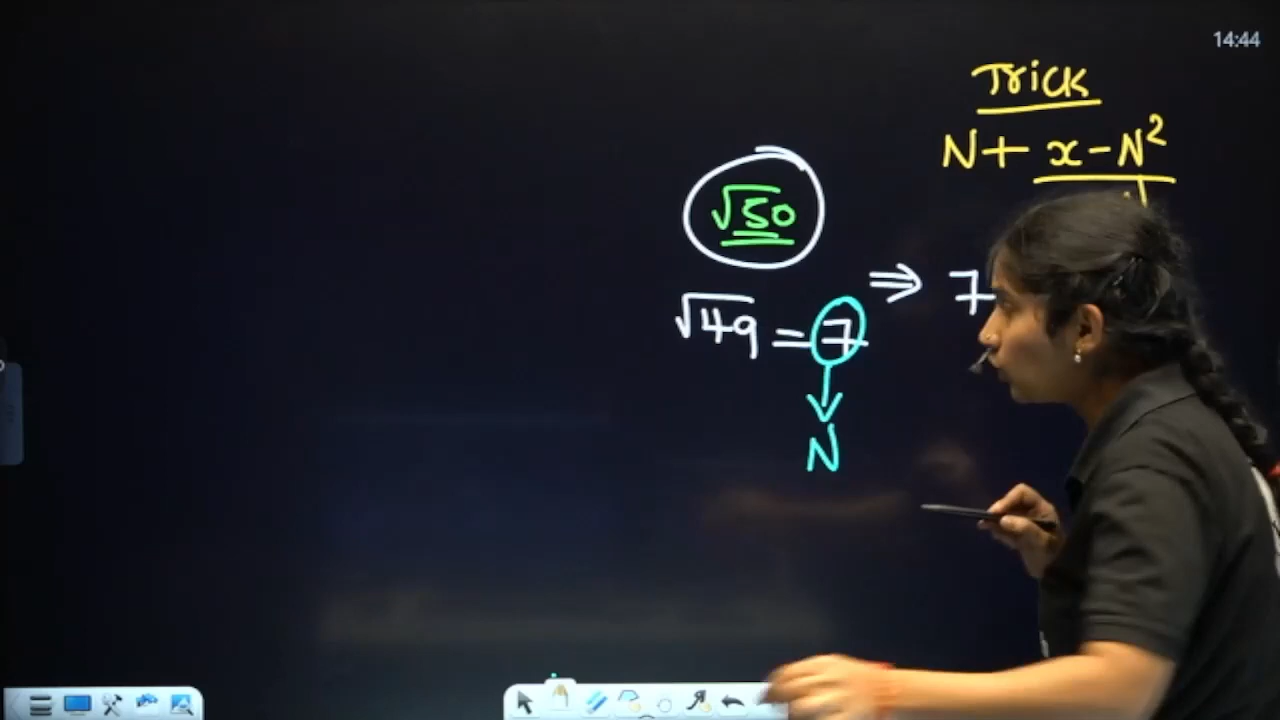 14:44
Trick
N + x - N²
√50
√49 = 7 ⇒ 7
N